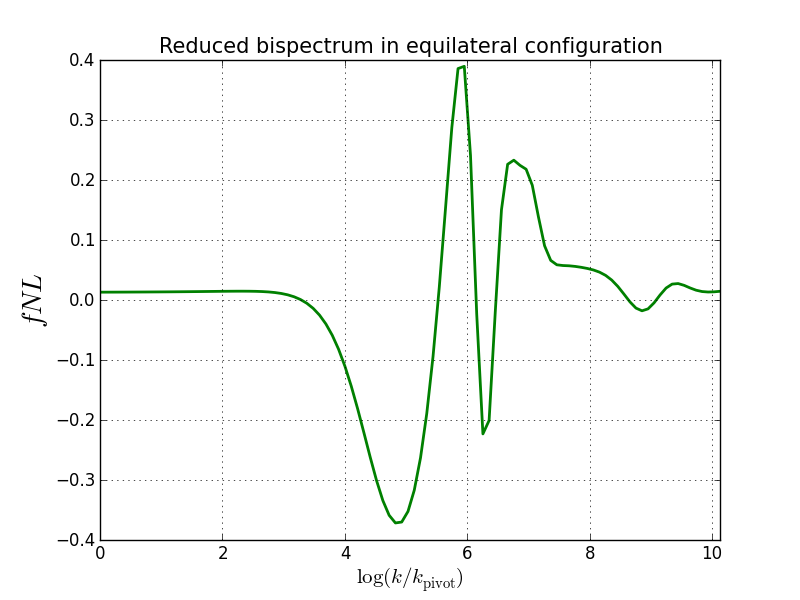 Reduced bispectrum in equilateral configuration
0.4
0.3
0.2
0.1
0.0
−0.1
−0.2
−0.3
−0.4
fNL
0 2 4 6 8 10
log(k/k_pivot)